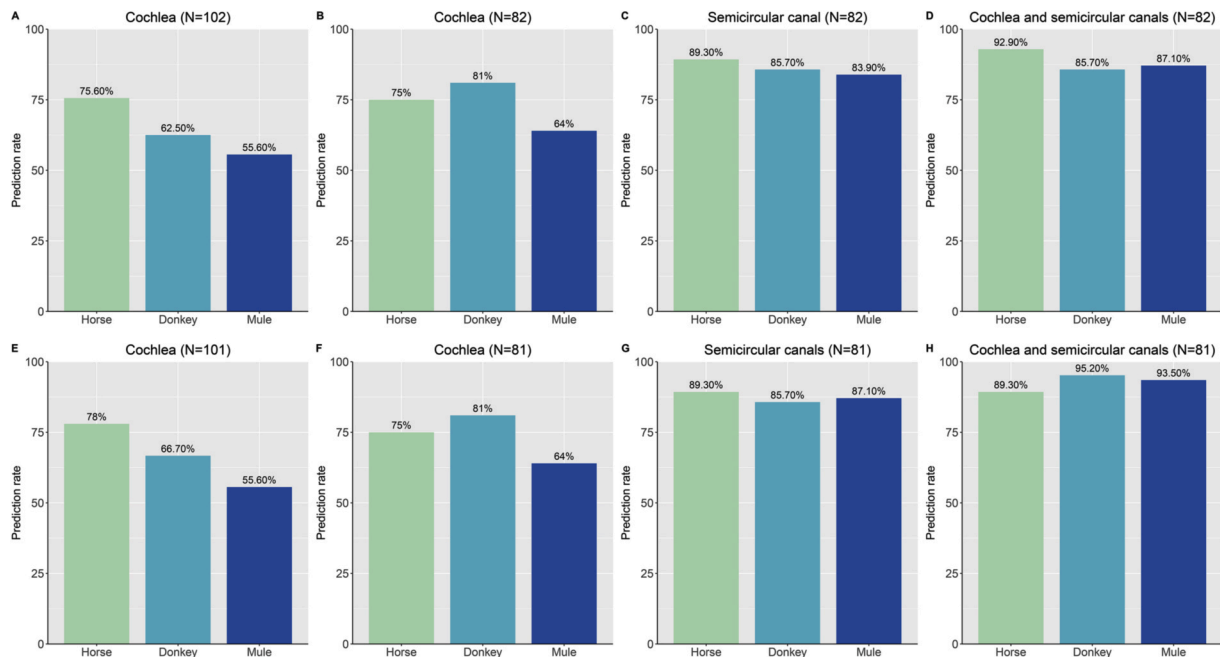 A Cochlea (N=102)
100
75
50
25
0
Prediction rate
75.60%
62.50%
55.60%
Horse Donkey Mule
B Cochlea (N=82)
100
75
50
25
0
Prediction rate
75%
81%
64%
Horse Donkey Mule
C Semicircular canal (N=82)
100
75
50
25
0
Prediction rate
89.30%
85.70%
83.90%
Horse Donkey Mule
D Cochlea and semicircular canals (N=82)
100
75
50
25
0
Prediction rate
92.90%
85.70%
87.10%
Horse Donkey Mule
E Cochlea (N=101)
100
75
50
25
0
Prediction rate
78%
66.70%
55.60%
Horse Donkey Mule
F Cochlea (N=81)
100
75
50
25
0
Prediction rate
75%
81%
64%
Horse Donkey Mule
G Semicircular canals (N=81)
100
75
50
25
0
Prediction rate
89.30%
85.70%
87.10%
Horse Donkey Mule
H Cochlea and semicircular canals (N=81)
100
75
50
25
0
Prediction rate
89.30%
95.20%
93.50%
Horse Donkey Mule